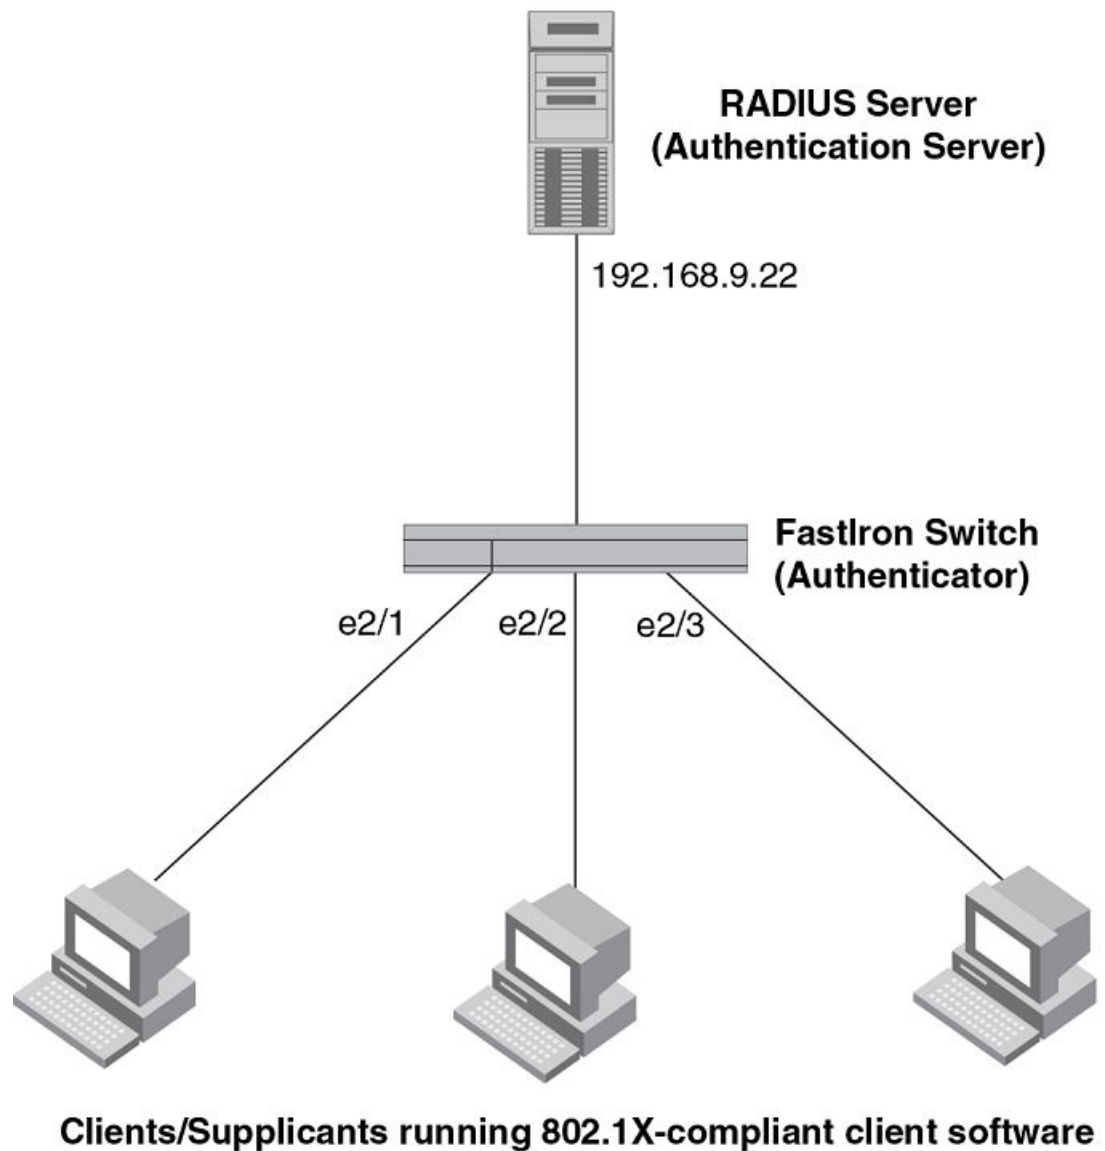 RADIUS Server
(Authentication Server)
192.168.9.22
FastIron Switch
(Authenticator)
e2/1
e2/2
e2/3
Clients/Supplicants running 802.1X-compliant client software